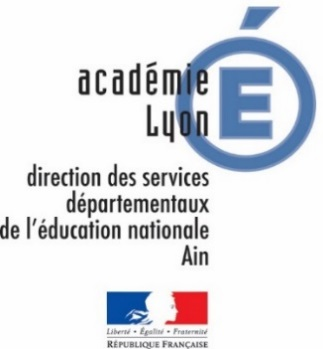 académie
Lyon
É
direction des services
départementaux
de l'éducation nationale
Ain
Liberté • Égalité • Fraternité
RÉPUBLIQUE FRANÇAISE